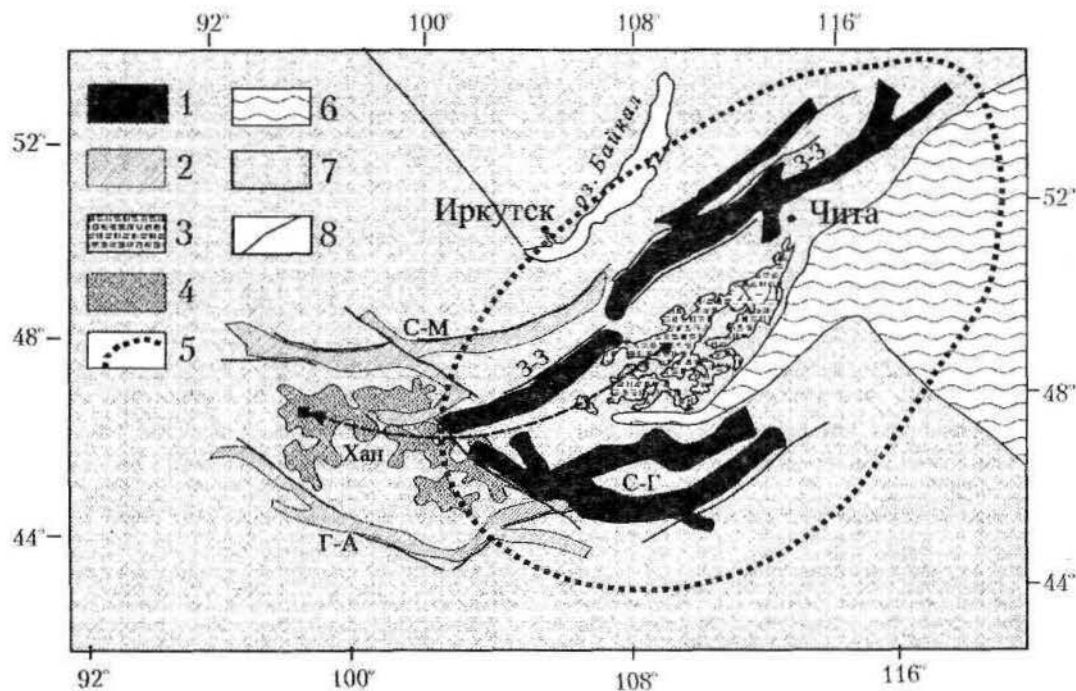 92° 100° 108° 116°
1 6
2 7
3 8
4
5
52°
48°
44°
52°
48°
44°
оз. Байкал
Иркутск
Чита
З-З
С-М
З-З
Хан
С-Г
Г-А
92° 100° 108° 116°